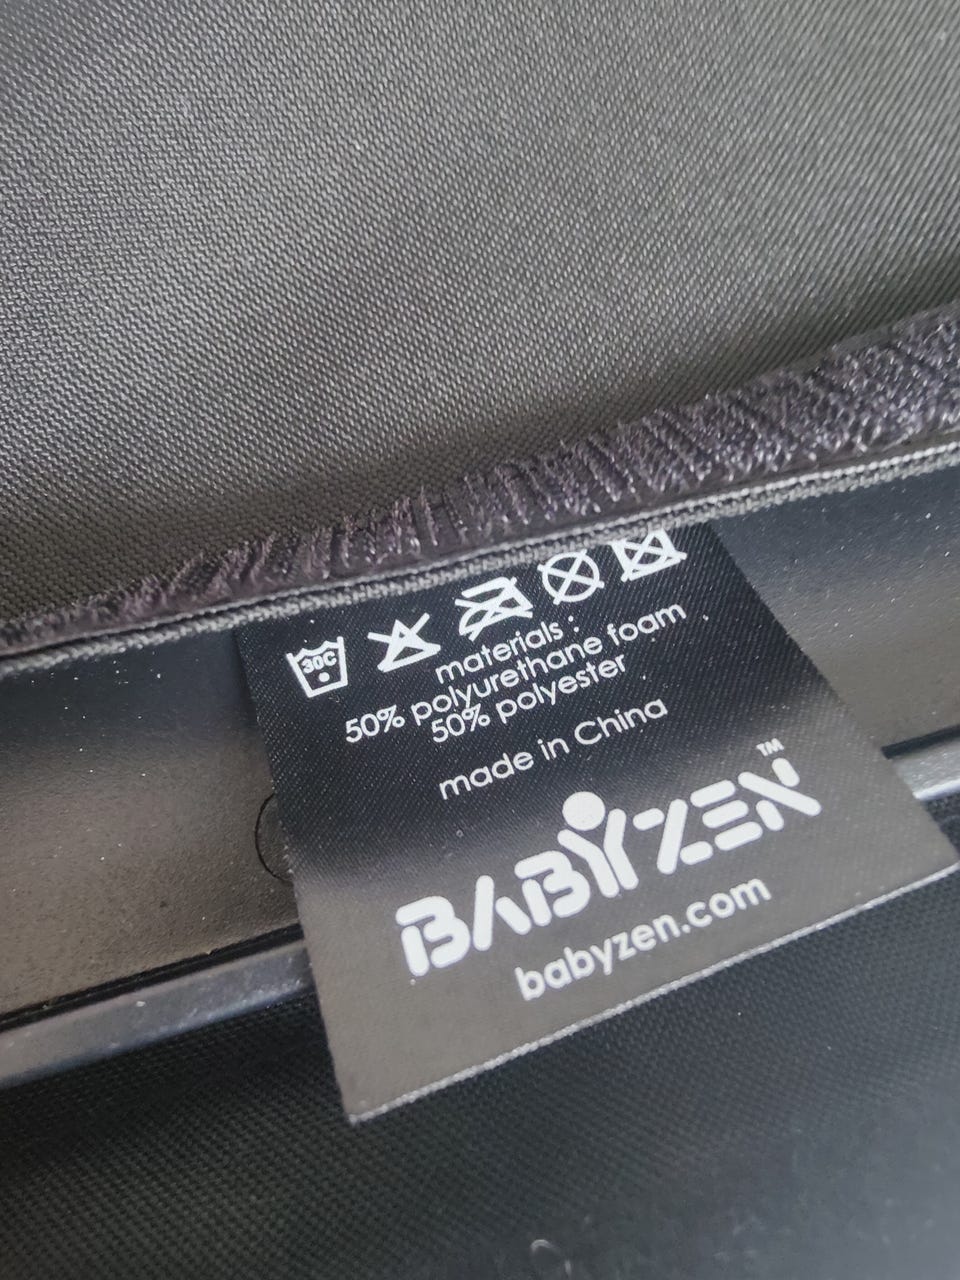 30C
materials :
50% polyurethane foam
50% polyester
made in China
BABYZEN™
babyzen.com